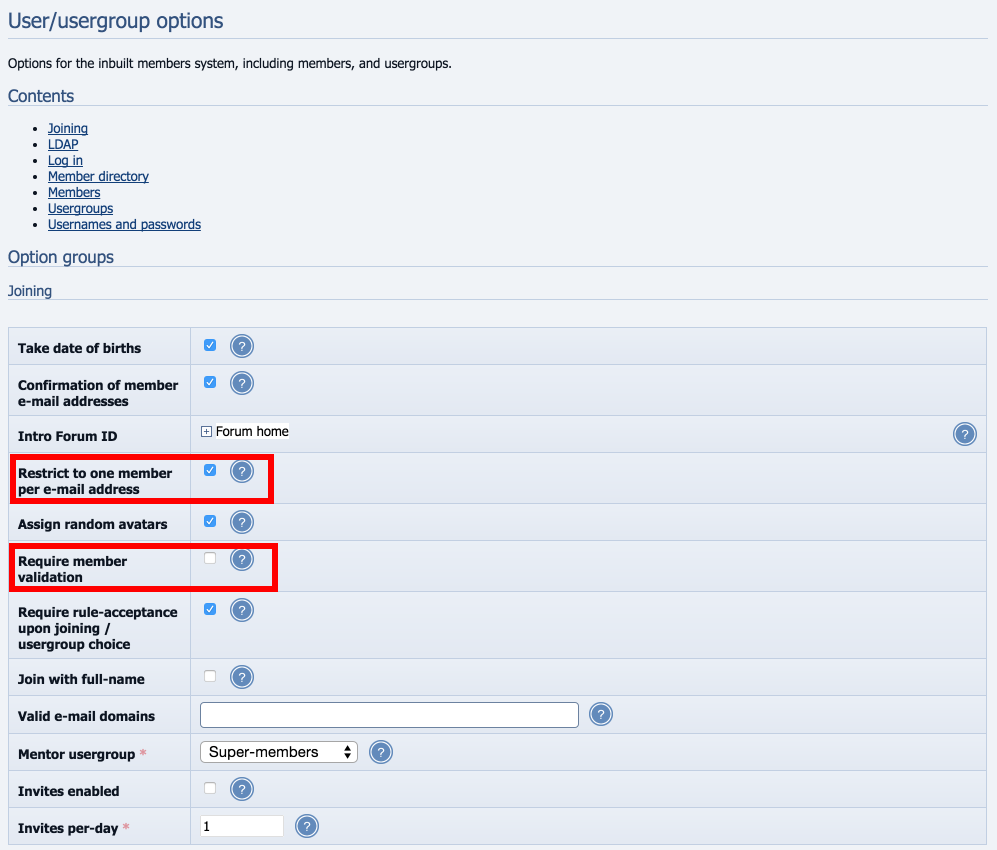 User/usergroup options
Options for the inbuilt members system, including members, and usergroups.
Contents
• Joining
• LDAP
• Log in
• Member directory
• Members
• Usergroups
• Usernames and passwords
Option groups
Joining
Take date of births ?
Confirmation of member
e-mail addresses ?
Intro Forum ID + Forum home ?
Restrict to one member
per e-mail address ?
Assign random avatars ?
Require member
validation ?
Require rule-acceptance
upon joining /
usergroup choice ?
Join with full-name ?
Valid e-mail domains ?
Mentor usergroup * Super-members ?
Invites enabled ?
Invites per-day * 1 ?